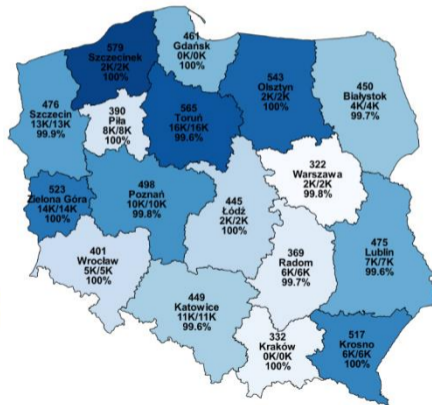 579
Szczecinek
2K/2K
100%
461
Gdańsk
0K/0K
100%
543
Olsztyn
2K/2K
100%
450
Białystok
4K/4K
99.7%
476
Szczecin
13K/13K
99.9%
390
Piła
8K/8K
100%
565
Toruń
16K/16K
99.6%
322
Warszawa
2K/2K
99.8%
523
Zielona Góra
14K/14K
100%
498
Poznań
10K/10K
99.8%
445
Łódź
2K/2K
100%
475
Lublin
7K/7K
99.6%
401
Wrocław
5K/5K
100%
369
Radom
6K/6K
99.7%
449
Katowice
11K/11K
99.6%
332
Kraków
0K/0K
100%
517
Krosno
6K/6K
100%